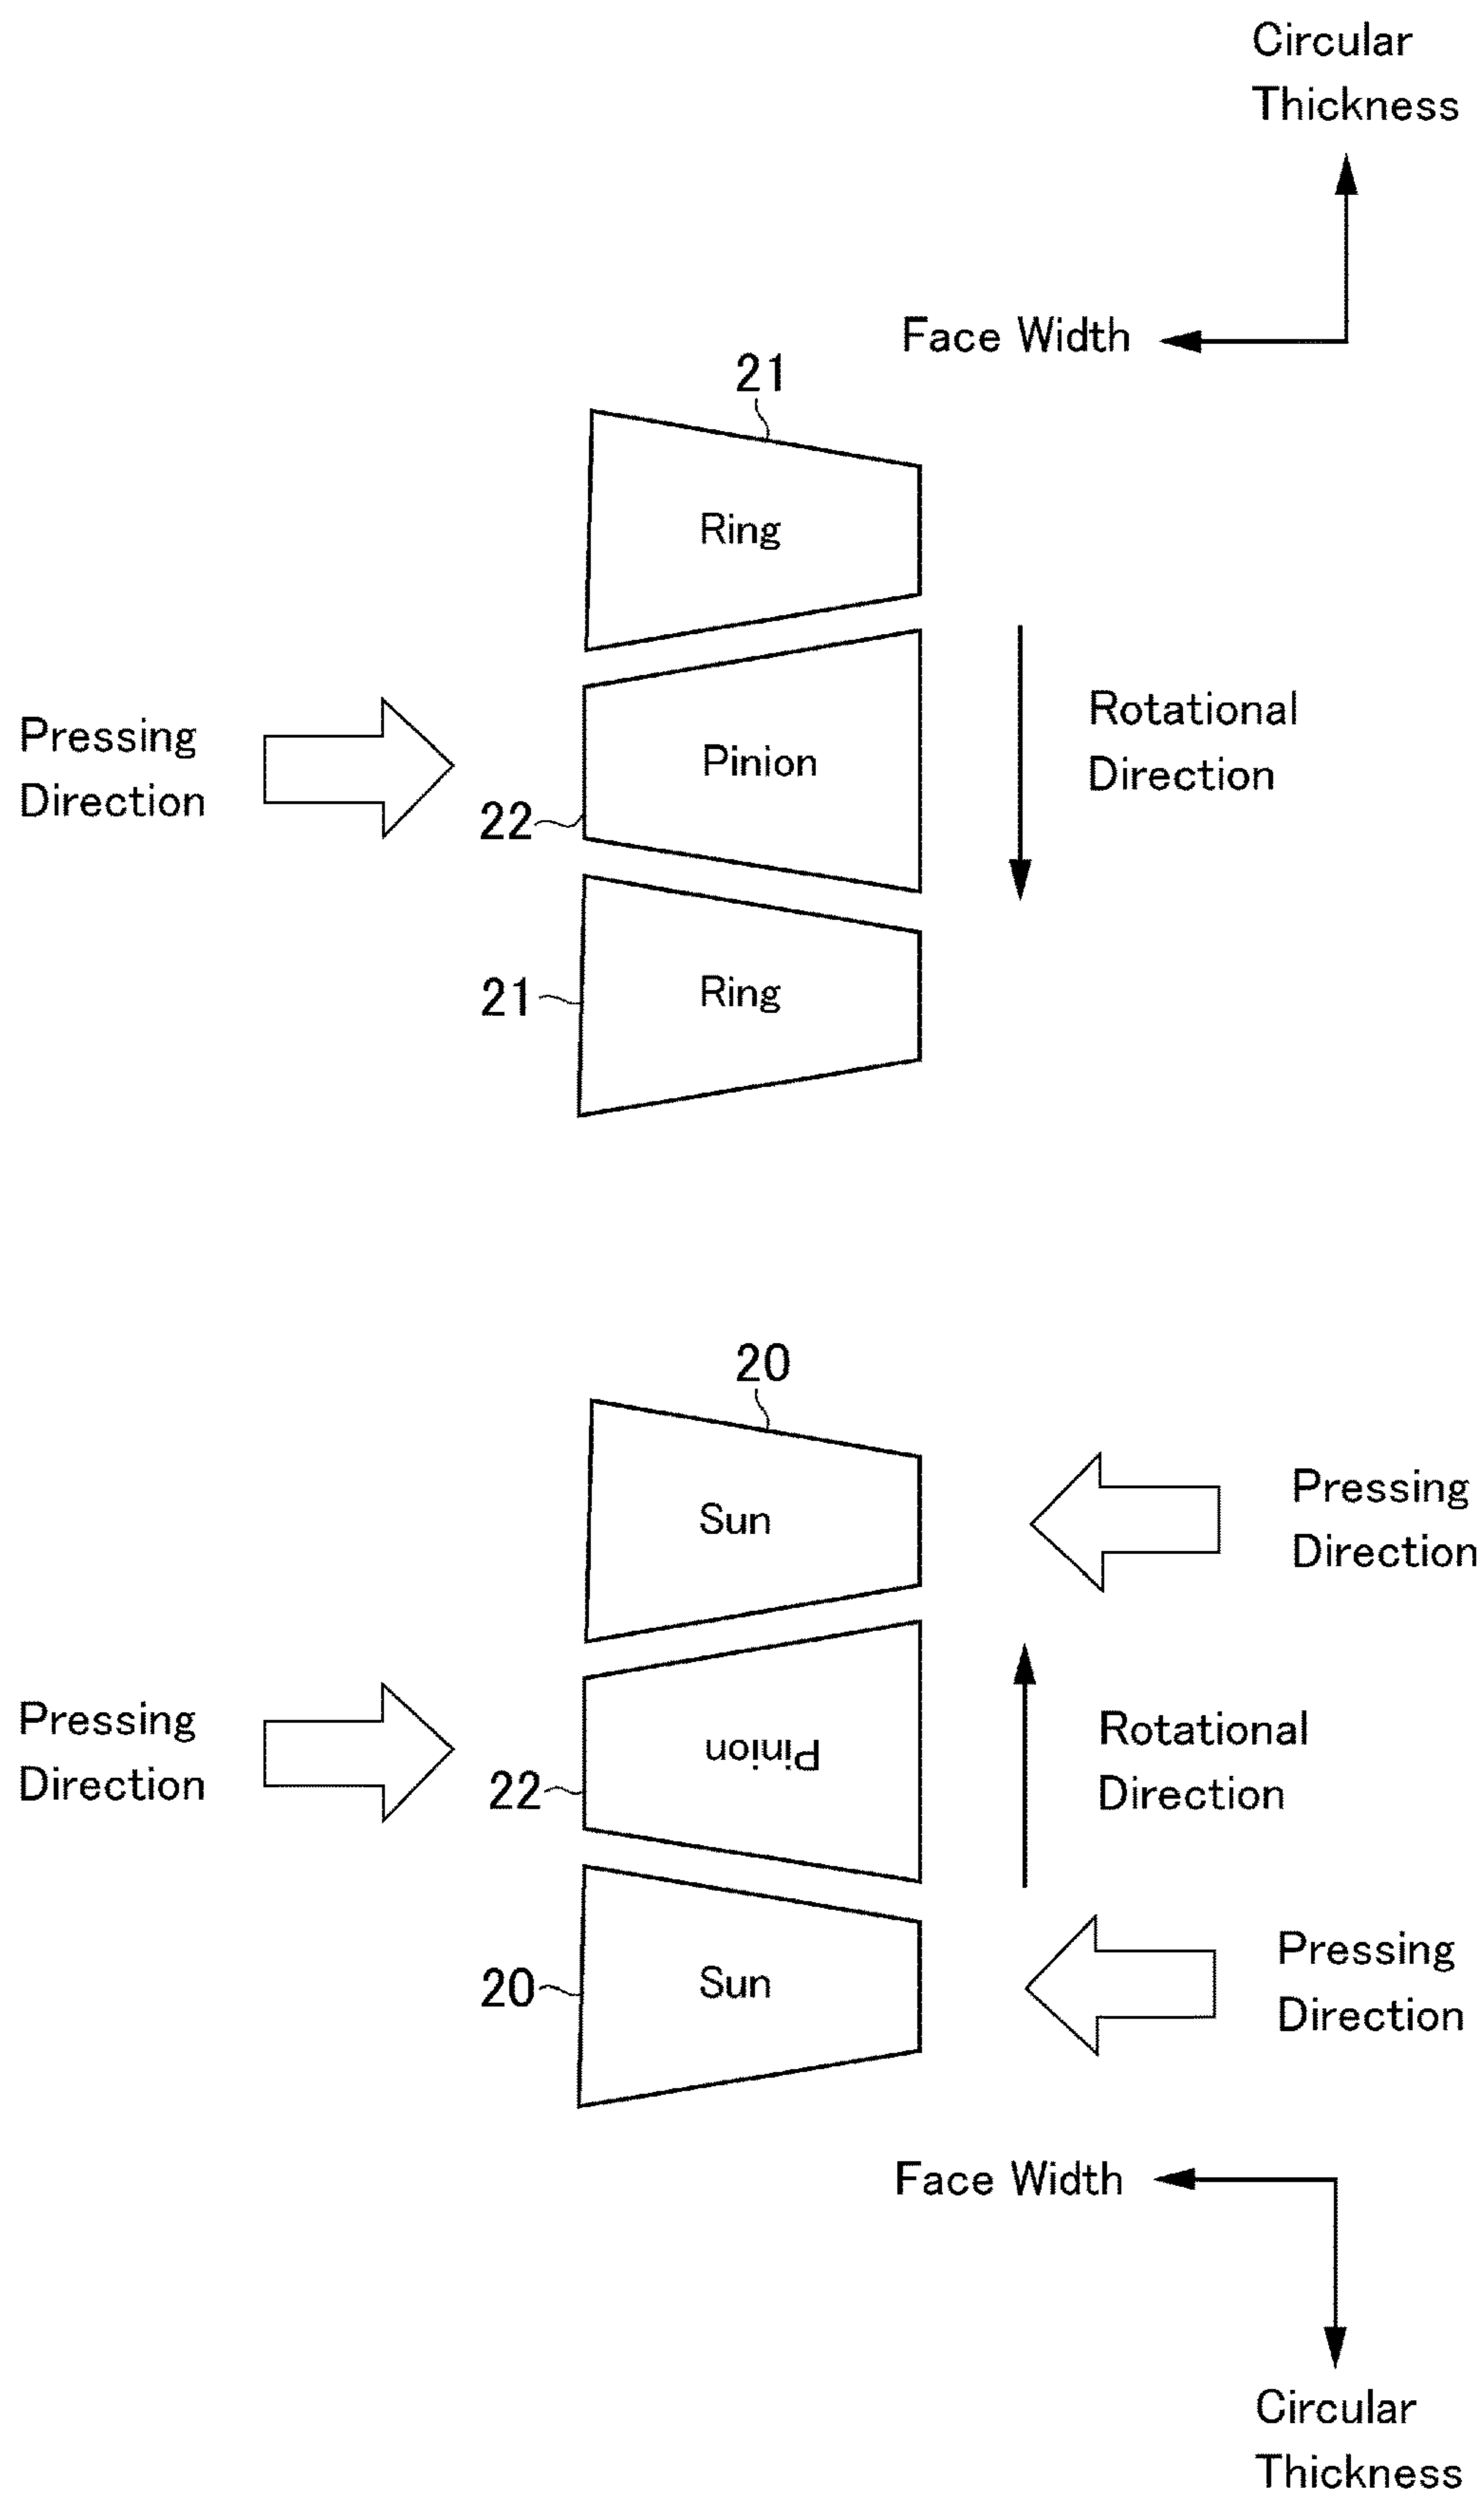 Circular
Thickness
Face Width
21
Ring
Pressing
Direction
Pinion
22
Rotational
Direction
21
Ring
20
Sun
Pressing
Direction
Pressing
Direction
Pinion
22
Rotational
Direction
20
Sun
Pressing
Direction
Face Width
Circular
Thickness